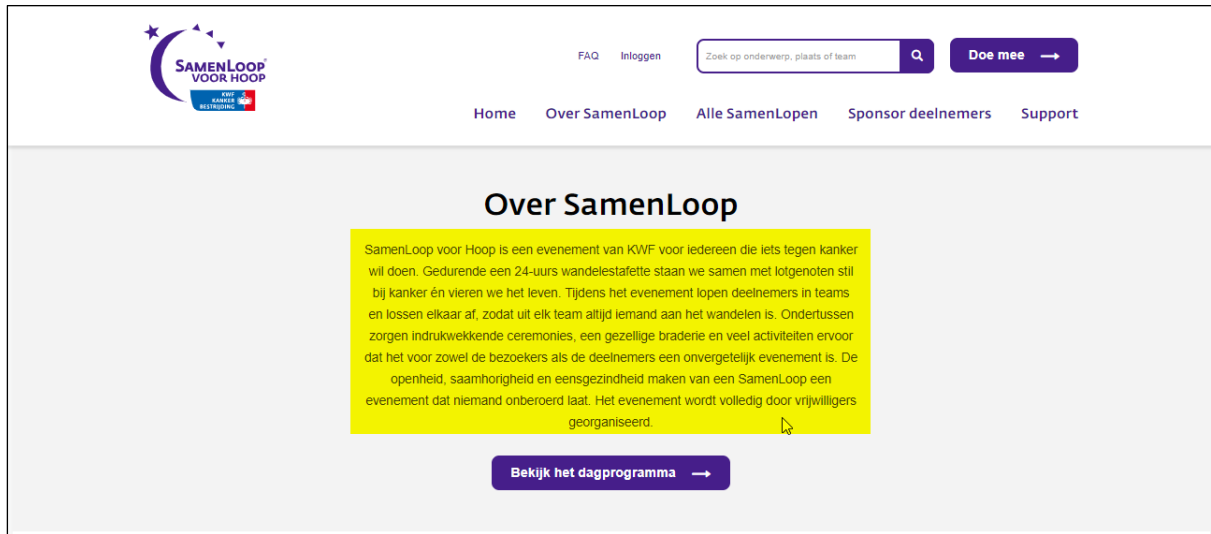 SAMENLOOP
VOOR HOOP
KWF
KANKER
BESTRIJDING
FAQ Inloggen Zoek op onderwerp, plaats of team Doe mee →
Home Over SamenLoop Alle SamenLopen Sponsor deelnemers Support
Over SamenLoop
SamenLoop voor Hoop is een evenement van KWF voor iedereen die iets tegen kanker
wil doen. Gedurende een 24-uurs wandelestafette staan we samen met lotgenoten stil
bij kanker én vieren we het leven. Tijdens het evenement lopen deelnemers in teams
en lossen elkaar af, zodat uit elk team altijd iemand aan het wandelen is. Ondertussen
zorgen indrukwekkende ceremonies, een gezellige braderie en veel activiteiten ervoor
dat het voor zowel de bezoekers als de deelnemers een onvergetelijk evenement is. De
openheid, saamhorigheid en eensgezindheid maken van een SamenLoop een
evenement dat niemand onberoerd laat. Het evenement wordt volledig door vrijwilligers
georganiseerd.
Bekijk het dagprogramma →